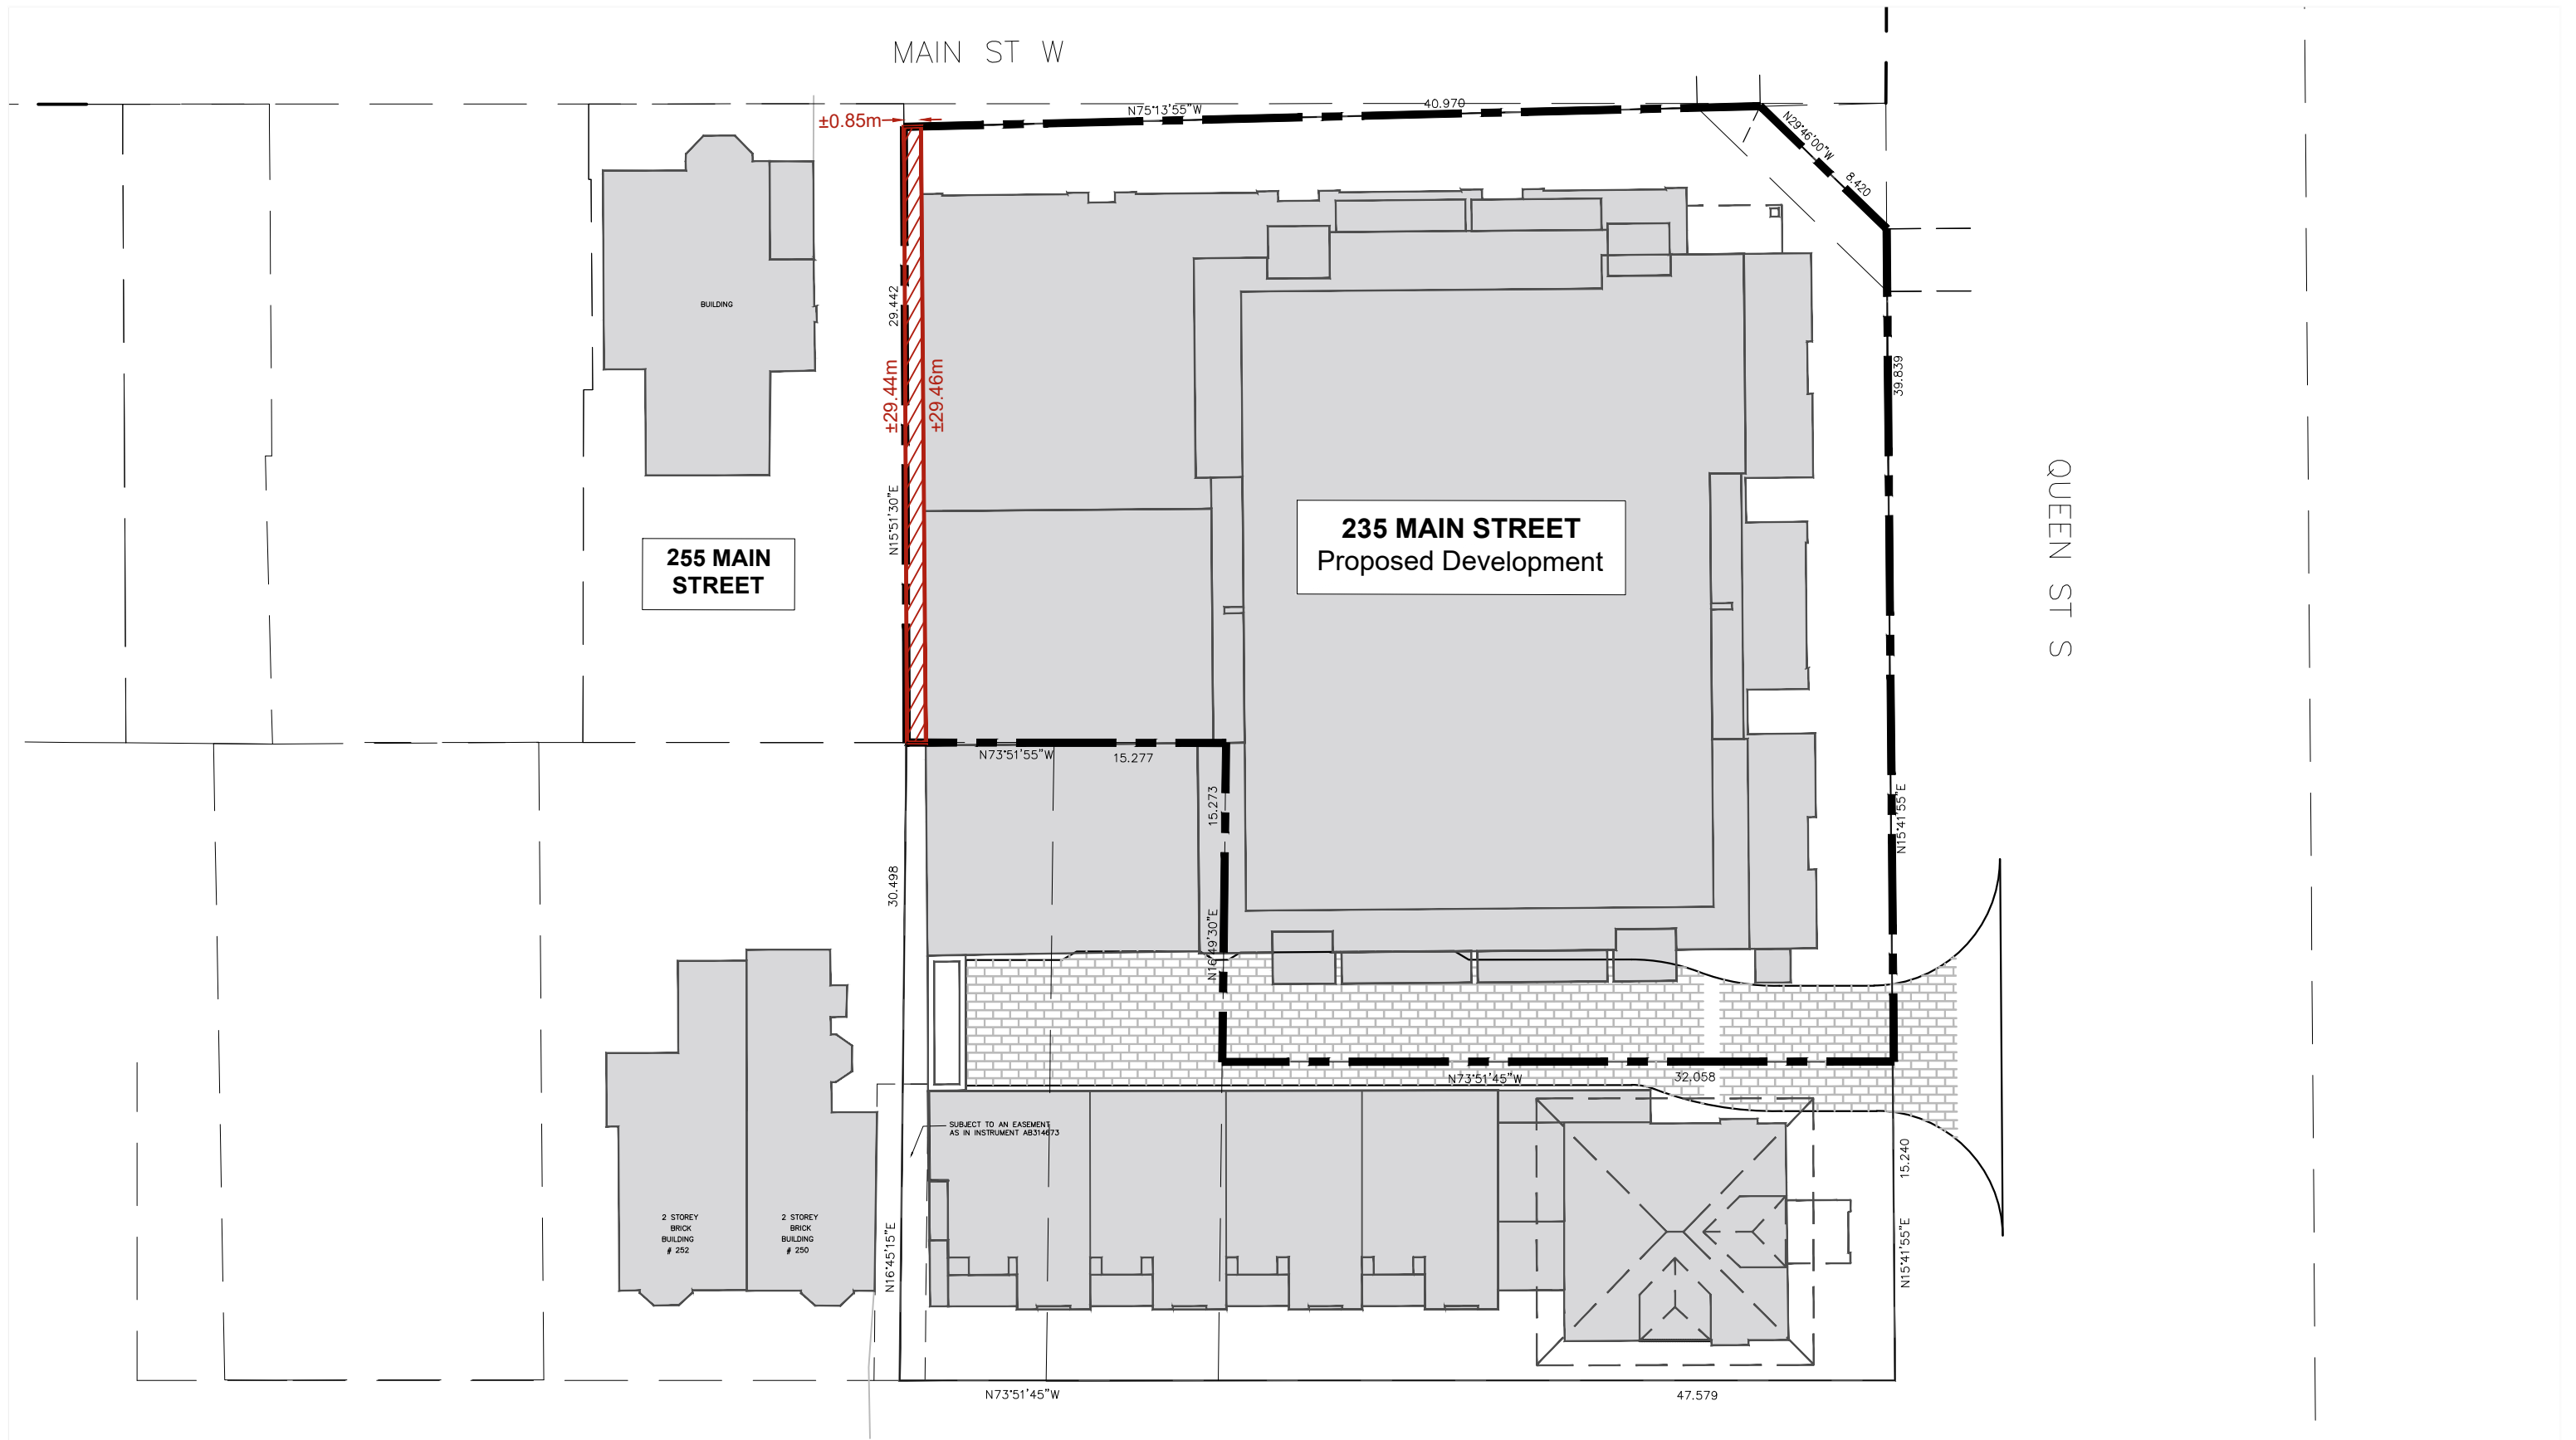 MAIN ST W
N75°13'55"W
40.970
±0.85m
N29°46'00"W
8.420
BUILDING
29.442
±29.44m
±29.46m
39.839
N15°51'30"E
235 MAIN STREET
Proposed Development
255 MAIN
STREET
QUEEN ST S
N73°51'55"W
15.277
15.273
N15°41'55"E
30.498
N16°49'30"E
N73°51'45"W
32.058
SUBJECT TO AN EASEMENT
AS IN INSTRUMENT AB314673
15.240
2 STOREY
BRICK
BUILDING
# 252
2 STOREY
BRICK
BUILDING
# 250
N16°45'15"E
N15°41'55"E
N73°51'45"W
47.579